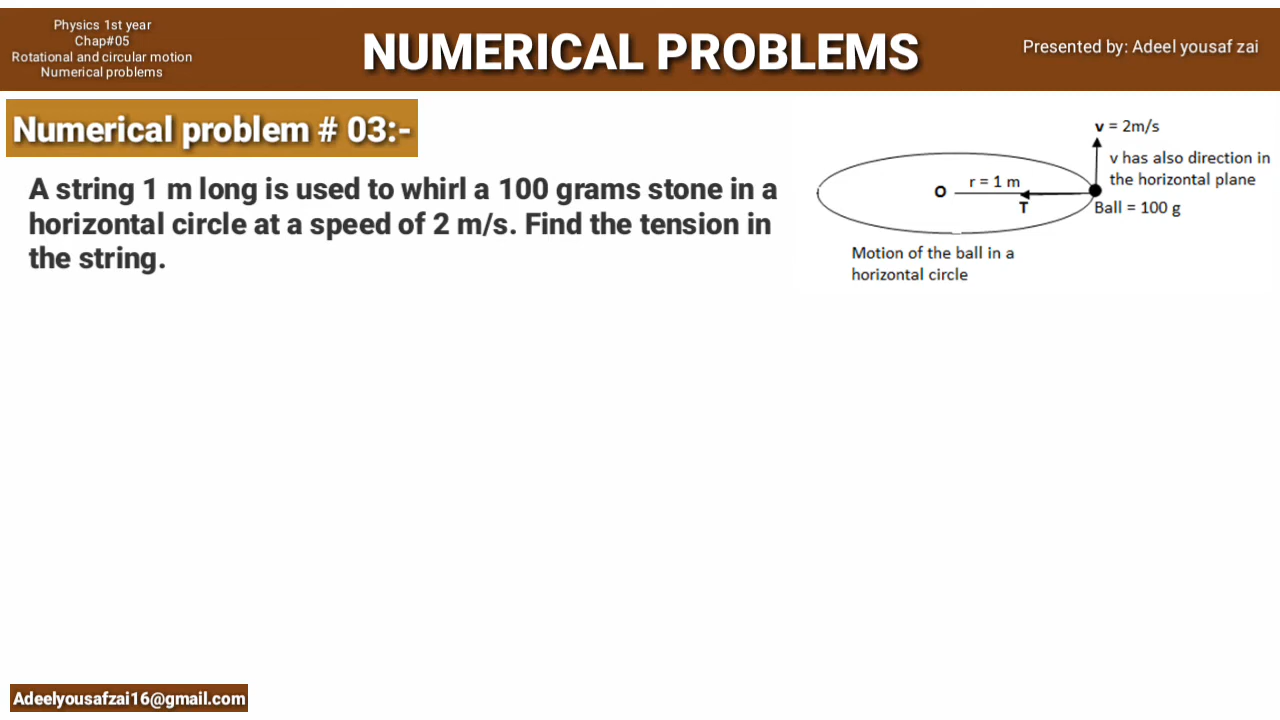 Physics 1st year
Chap#05
Rotational and circular motion
Numerical problems
NUMERICAL PROBLEMS
Presented by: Adeel yousaf zai
Numerical problem # 03:-
A string 1 m long is used to whirl a 100 grams stone in a
horizontal circle at a speed of 2 m/s. Find the tension in
the string.
v = 2m/s
v has also direction in
the horizontal plane
r = 1 m
O
T
Ball = 100 g
Motion of the ball in a
horizontal circle
Adeelyousafzai16@gmail.com